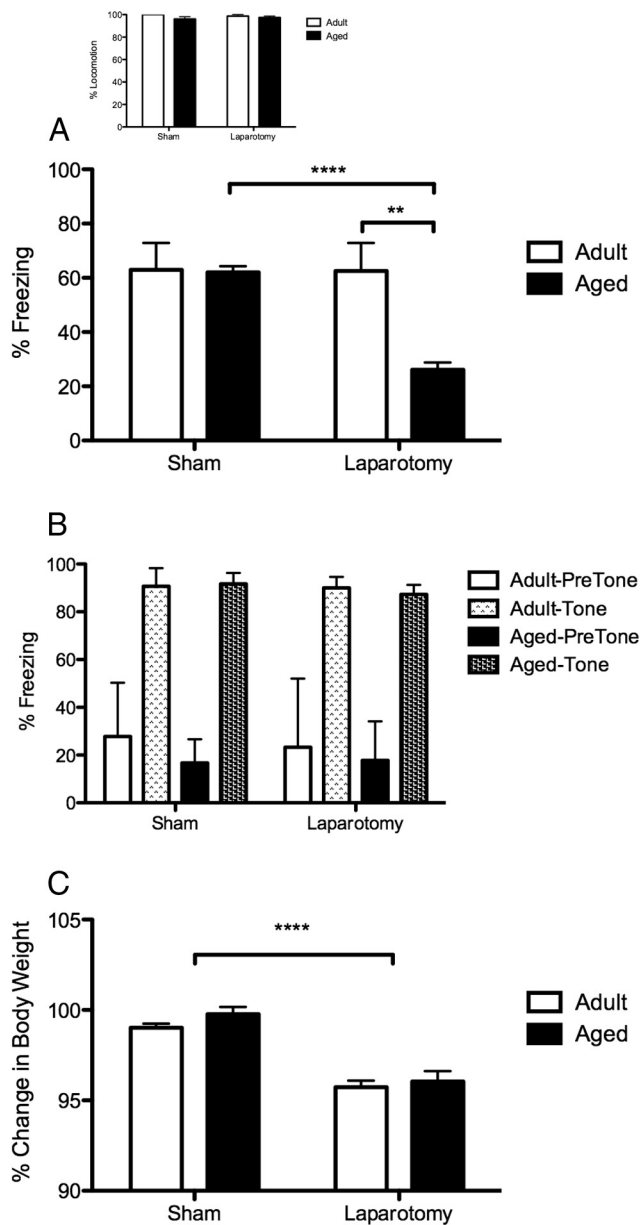 100
80
60
40
20
0
% Locomotion
Sham
Laparotomy
Adult
Aged
A
100
80
60
40
20
0
% Freezing
****
**
Sham
Laparotomy
Adult
Aged
B
100
80
60
40
20
0
% Freezing
Sham
Laparotomy
Adult-PreTone
Adult-Tone
Aged-PreTone
Aged-Tone
C
105
100
95
90
% Change in Body Weight
****
Sham
Laparotomy
Adult
Aged